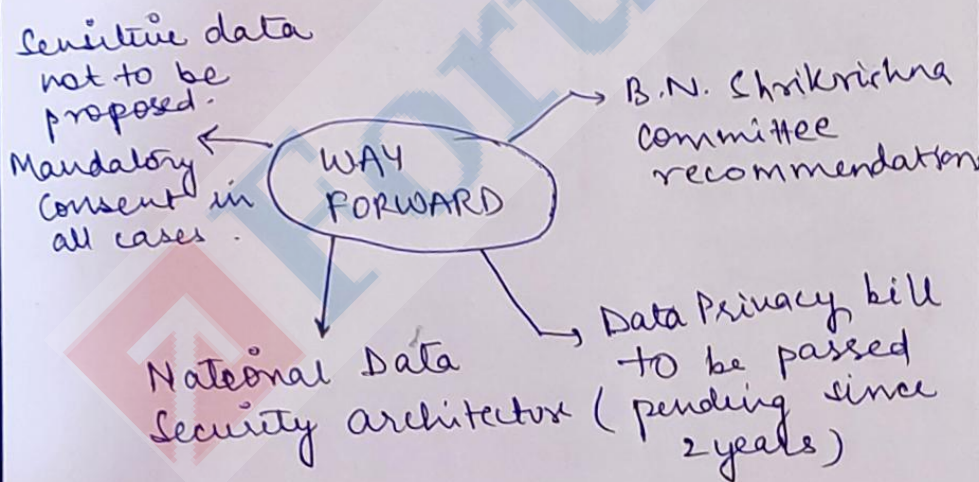 Sensitive data
not to be
proposed.
Mandatory
consent in
all cases.
WAY
FORWARD
B.N. Shrikrishna
committee
recommendations
National Data
Security architecture
Data Privacy bill
to be passed
(pending since
2 years)